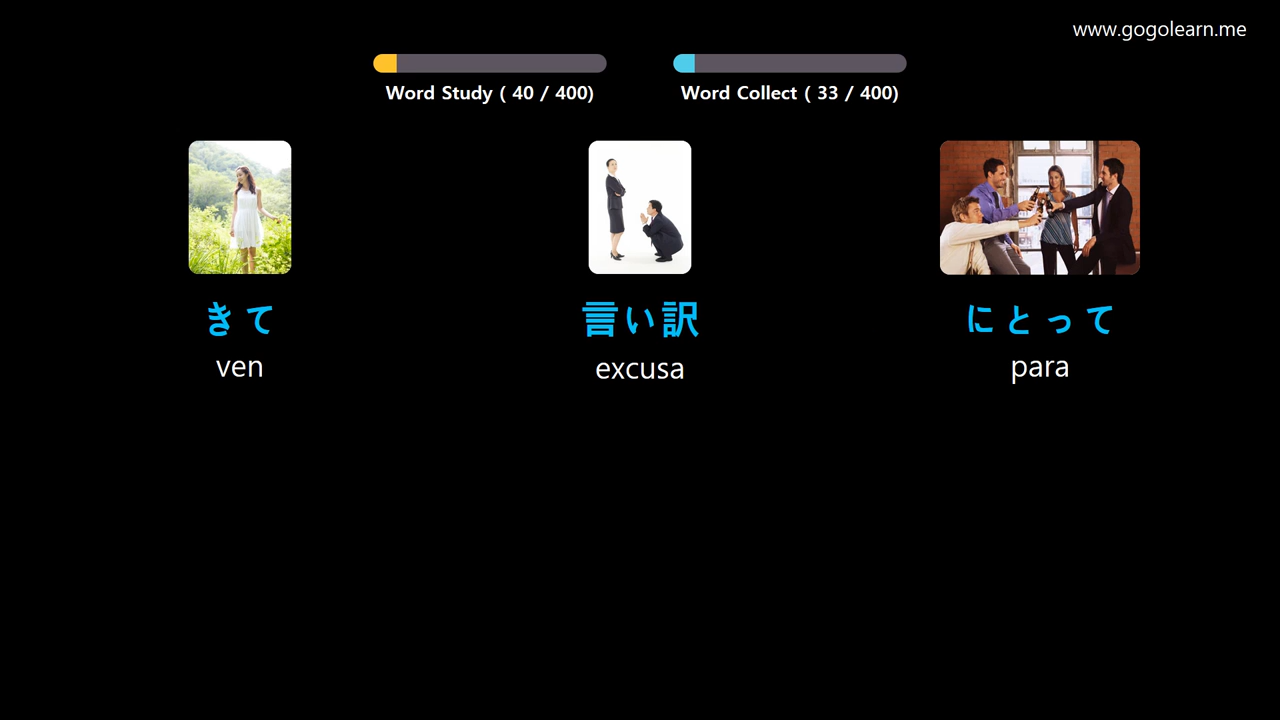 www.gogolearn.me
Word Study ( 40 / 400)
Word Collect ( 33 / 400)
きて
言い訳
にとって
ven
excusa
para